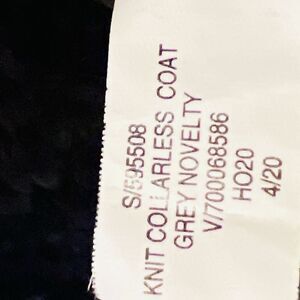 S/595508
KNIT COLLARLESS COAT
GREY NOVELTY
V/700068586
HO20
4/20